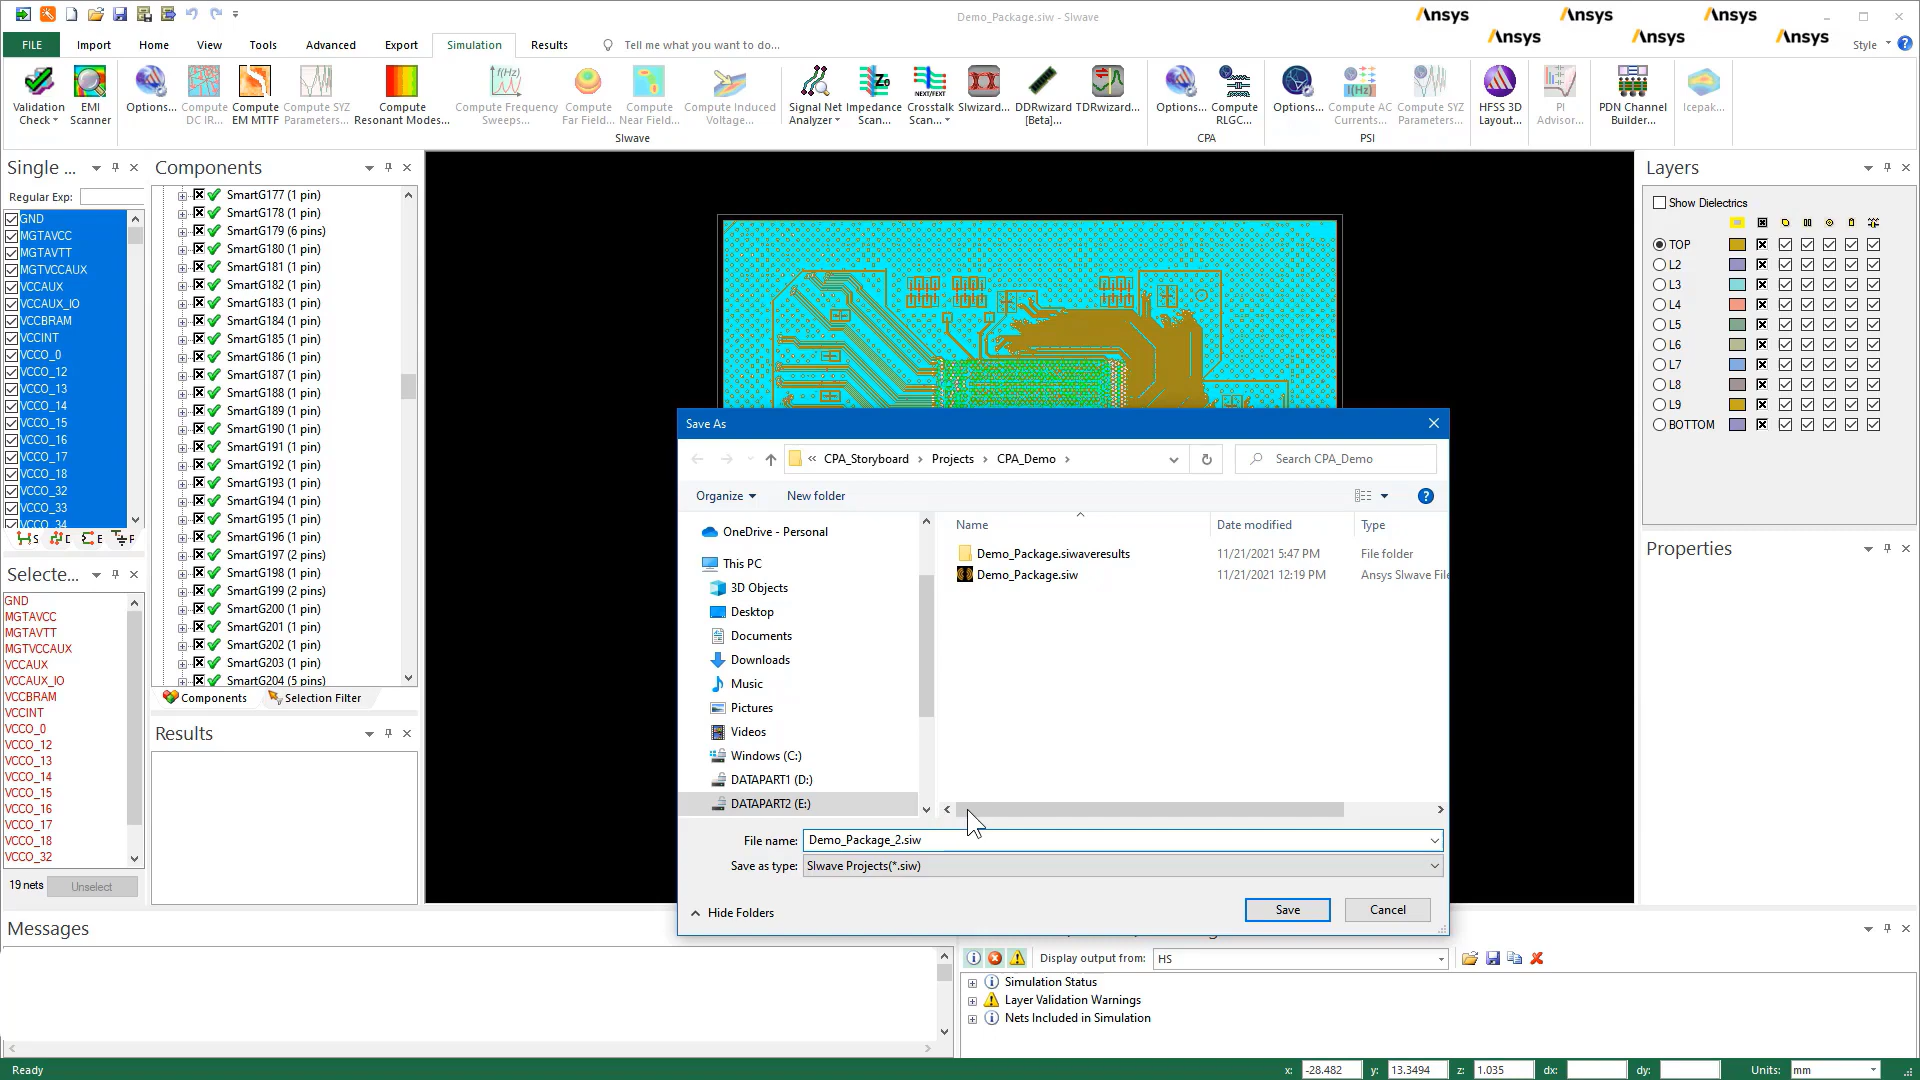 Demo_Package.siw - SIwave
Ansys Ansys Ansys
Ansys Ansys Ansys
FILE Import Home View Tools Advanced Export Simulation Results Tell me what you want to do... Style
Validation Check
EMI Scanner
Options...
Compute DC IR...
Compute EM MTTF
Compute SYZ Parameters...
Compute Resonant Modes...
Compute Frequency Sweeps...
Compute Far Field...
Compute Near Field...
Compute Induced Voltage...
Signal Net Analyzer
Impedance Scan...
Crosstalk Scan...
SIwizard...
DDRwizard [Beta]...
TDRwizard...
Options...
Compute RLGC...
Options...
Compute AC Currents...
Compute SYZ Parameters...
HFSS 3D Layout...
PI Advisor...
PDN Channel Builder...
Icepak...
SIwave CPA PSI
Single ...
Regular Exp:
GND
MGTAVCC
MGTAVTT
MGTVCCAUX
VCCAUX
VCCAUX_IO
VCCBRAM
VCCINT
VCCO_0
VCCO_12
VCCO_13
VCCO_14
VCCO_15
VCCO_16
VCCO_17
VCCO_18
VCCO_32
VCCO_33
VCCO_34
S D E P
Selecte...
GND
MGTAVCC
MGTAVTT
MGTVCCAUX
VCCAUX
VCCAUX_IO
VCCBRAM
VCCINT
VCCO_0
VCCO_12
VCCO_13
VCCO_14
VCCO_15
VCCO_16
VCCO_17
VCCO_18
VCCO_32
19 nets Unselect
Components
SmartG177 (1 pin)
SmartG178 (1 pin)
SmartG179 (6 pins)
SmartG180 (1 pin)
SmartG181 (1 pin)
SmartG182 (1 pin)
SmartG183 (1 pin)
SmartG184 (1 pin)
SmartG185 (1 pin)
SmartG186 (1 pin)
SmartG187 (1 pin)
SmartG188 (1 pin)
SmartG189 (1 pin)
SmartG190 (1 pin)
SmartG191 (1 pin)
SmartG192 (1 pin)
SmartG193 (1 pin)
SmartG194 (1 pin)
SmartG195 (1 pin)
SmartG196 (1 pin)
SmartG197 (2 pins)
SmartG198 (1 pin)
SmartG199 (2 pins)
SmartG200 (1 pin)
SmartG201 (1 pin)
SmartG202 (1 pin)
SmartG203 (1 pin)
SmartG204 (5 pins)
Components Selection Filter
Results
Save As
« CPA_Storyboard › Projects › CPA_Demo ›
Search CPA_Demo
Organize New folder
OneDrive - Personal
This PC
3D Objects
Desktop
Documents
Downloads
Music
Pictures
Videos
Windows (C:)
DATAPART1 (D:)
DATAPART2 (E:)
Name Date modified Type
Demo_Package.siwaveresults 11/21/2021 5:47 PM File folder
Demo_Package.siw 11/21/2021 12:19 PM Ansys SIwave File
File name: Demo_Package_2.siw
Save as type: SIwave Projects(*.siw)
Hide Folders Save Cancel
Layers
Show Dielectrics
TOP
L2
L3
L4
L5
L6
L7
L8
L9
BOTTOM
Properties
Messages
Display output from: HS
Simulation Status
Layer Validation Warnings
Nets Included in Simulation
Ready x: -28.482 y: 13.3494 z: 1.035 dx: dy: Units: mm